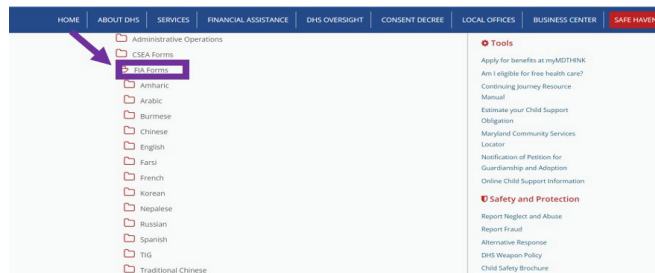 HOME ABOUT DHS SERVICES FINANCIAL ASSISTANCE DHS OVERSIGHT CONSENT DECREE LOCAL OFFICES BUSINESS CENTER SAFE HAVEN
Administrative Operations
CSEA Forms
FIA Forms
Amharic
Arabic
Burmese
Chinese
English
Farsi
French
Korean
Nepalese
Russian
Spanish
TIG
Traditional Chinese
Tools
Apply for benefits at myMDTHINK
Am I eligible for free health care?
Continuing Journey Resource
Manual
Estimate your Child Support
Obligation
Maryland Community Services
Locator
Notification of Petition for
Guardianship and Adoption
Online Child Support Information
Safety and Protection
Report Neglect and Abuse
Report Fraud
Alternative Response
DHS Weapon Policy
Child Safety Brochure